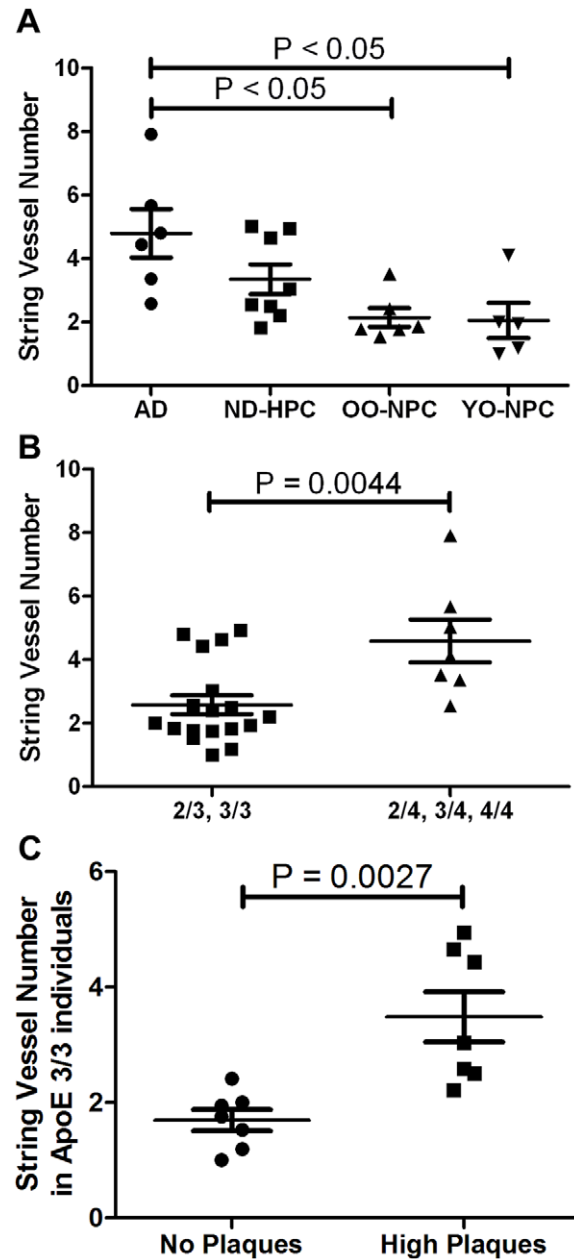 A
P < 0.05
P < 0.05
String Vessel Number
10
8
6
4
2
0
AD ND-HPC OO-NPC YO-NPC
B
P = 0.0044
String Vessel Number
10
8
6
4
2
0
2/3, 3/3 2/4, 3/4, 4/4
C
P = 0.0027
String Vessel Number
in ApoE 3/3 individuals
6
4
2
0
No Plaques High Plaques